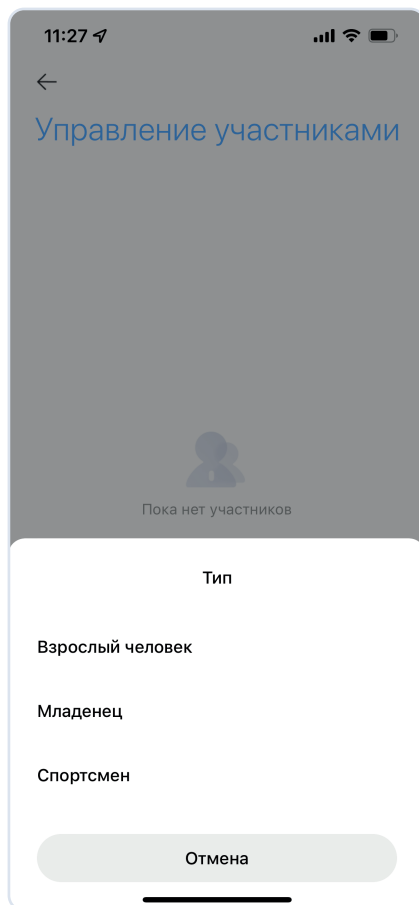 11:27
Управление участниками
Пока нет участников
Тип
Взрослый человек
Младенец
Спортсмен
Отмена